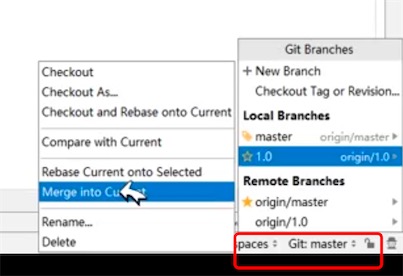 Checkout
Checkout As...
Checkout and Rebase onto Current
Compare with Current
Rebase Current onto Selected
Merge into
Rename...
Delete
Git Branches
+ New Branch
Checkout Tag or Revision...
Local Branches
master origin/master
1.0 origin/1.0
Remote Branches
origin/master
origin/1.0
paces Git: master